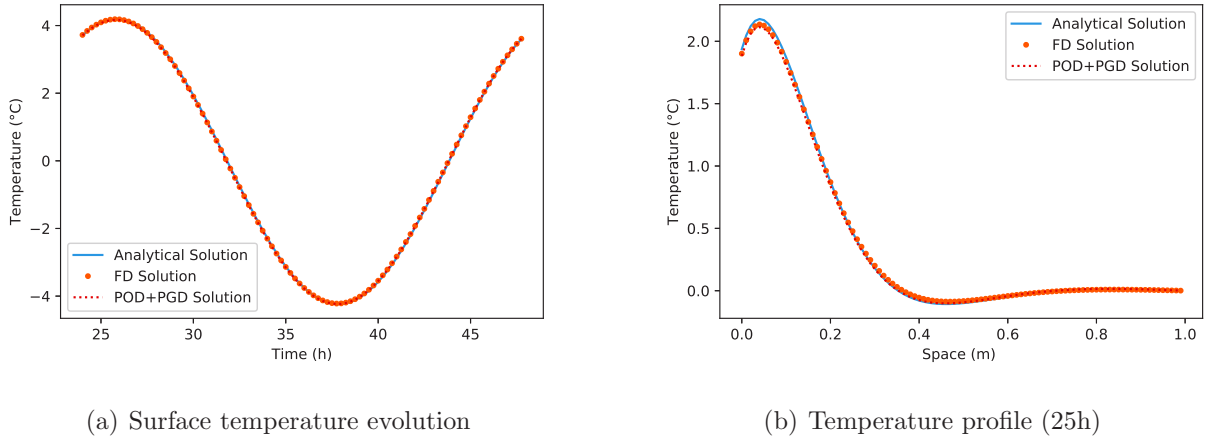 4
2
0
−2
−4
Temperature (°C)
25
30
35
40
45
Time (h)
Analytical Solution
FD Solution
POD+PGD Solution
(a) Surface temperature evolution
2.0
1.5
1.0
0.5
0.0
Temperature (°C)
0.0
0.2
0.4
0.6
0.8
1.0
Space (m)
Analytical Solution
FD Solution
POD+PGD Solution
(b) Temperature profile (25h)